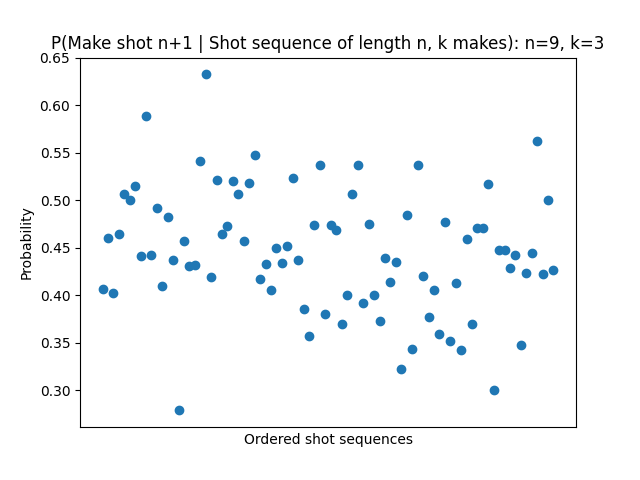 P(Make shot n+1 | Shot sequence of length n, k makes): n=9, k=3
0.65
0.60
0.55
0.50
0.45
0.40
0.35
0.30
Probability
Ordered shot sequences